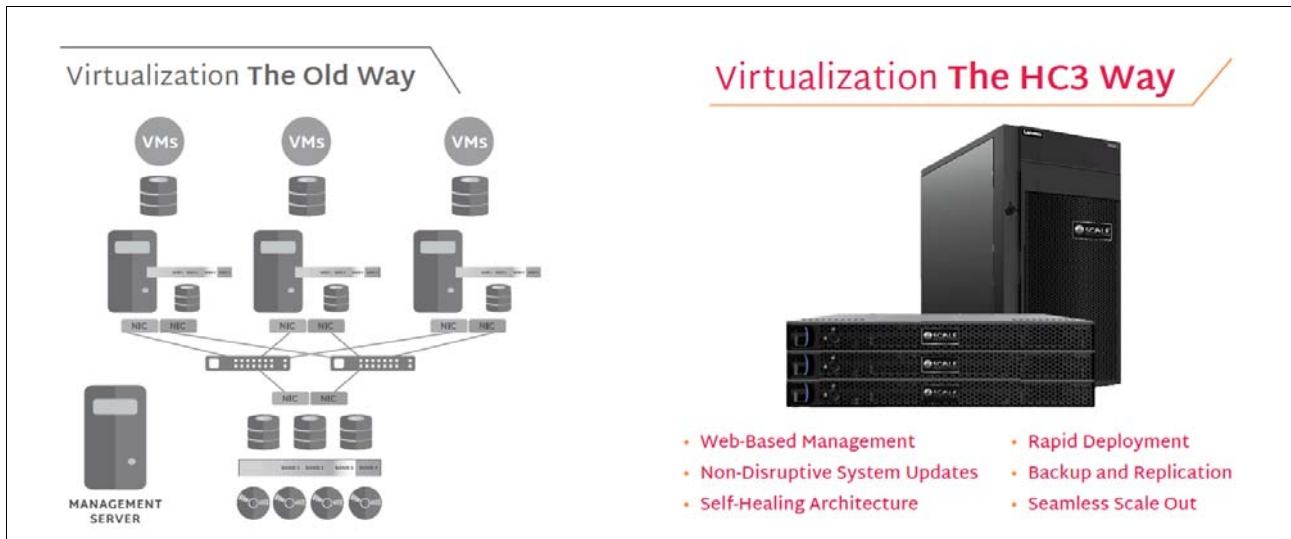 Virtualization The Old Way
VMs VMs VMs
NIC NIC NIC NIC NIC NIC
NIC NIC
MANAGEMENT
SERVER
Virtualization The HC3 Way
Lenovo
SCALE
SCALE
SCALE
SCALE
• Web-Based Management
• Non-Disruptive System Updates
• Self-Healing Architecture
• Rapid Deployment
• Backup and Replication
• Seamless Scale Out